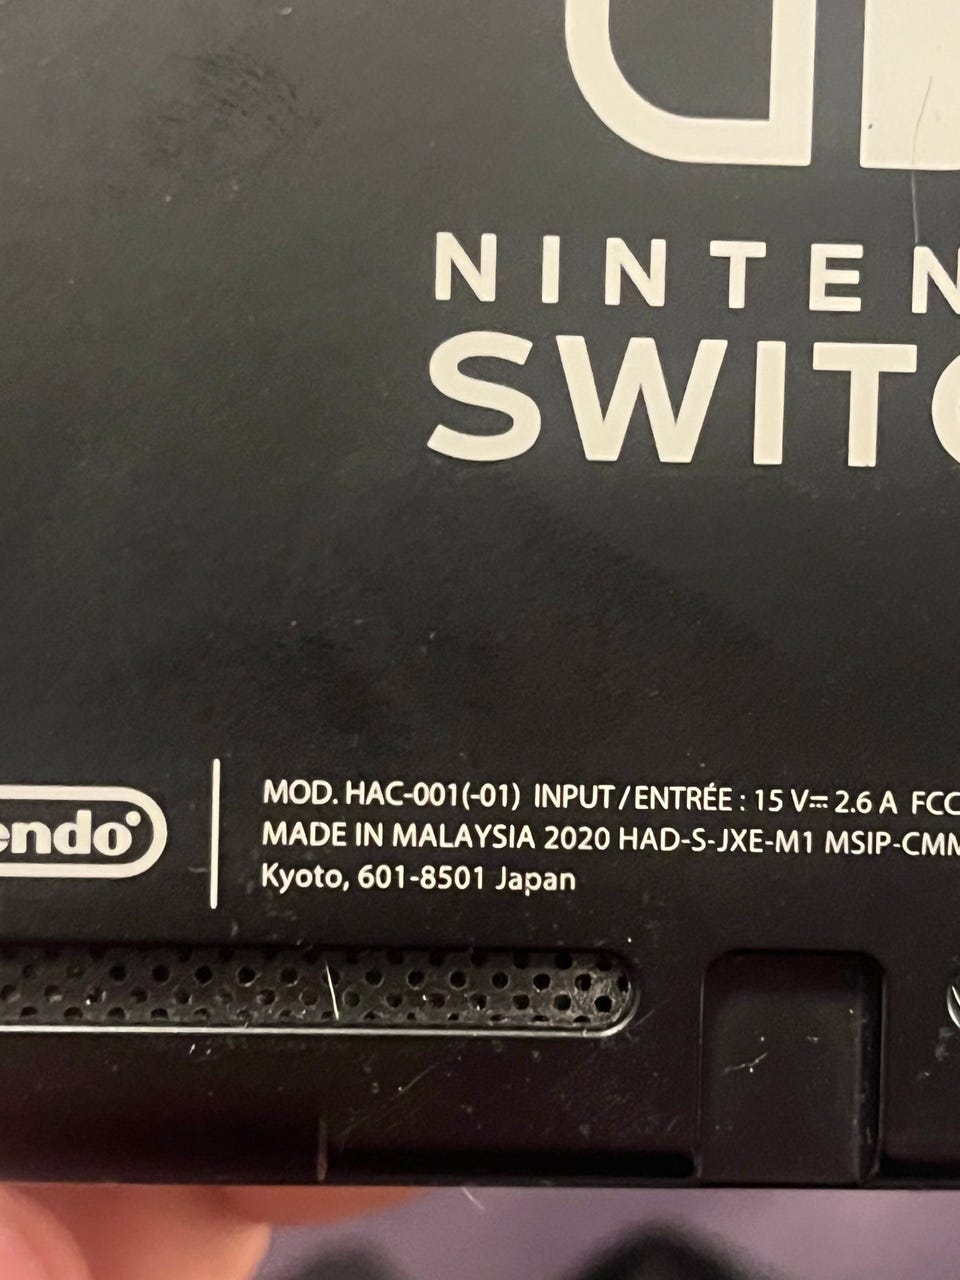 NINTEN
SWITC
endo®
MOD. HAC-001(-01) INPUT/ENTRÉE : 15 V⎓ 2.6 A FCC
MADE IN MALAYSIA 2020 HAD-S-JXE-M1 MSIP-CMM
Kyoto, 601-8501 Japan